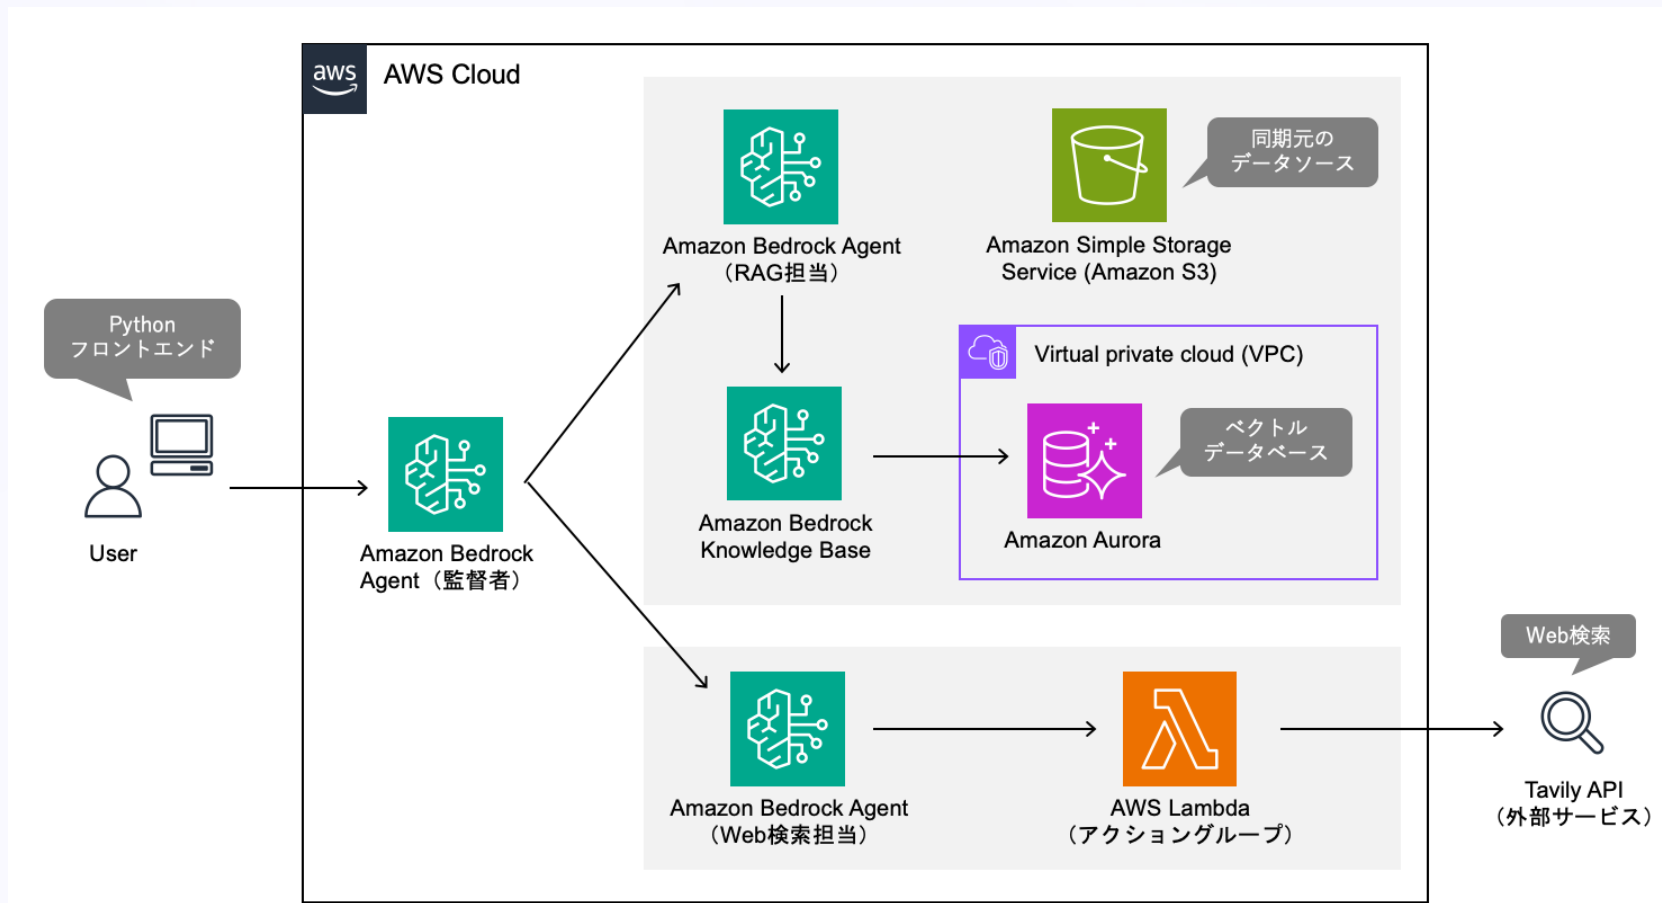 aws
AWS Cloud
同期元の
データソース
Amazon Bedrock Agent
（RAG担当）
Amazon Simple Storage
Service (Amazon S3)
Python
フロントエンド
Virtual private cloud (VPC)
ベクトル
データベース
User
Amazon Bedrock
Agent（監督者）
Amazon Bedrock
Knowledge Base
Amazon Aurora
Web検索
Amazon Bedrock Agent
（Web検索担当）
AWS Lambda
（アクショングループ）
Tavily API
（外部サービス）